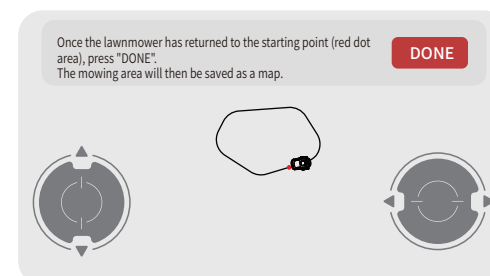 Once the lawnmower has returned to the starting point (red dot
area), press "DONE".
The mowing area will then be saved as a map.
DONE